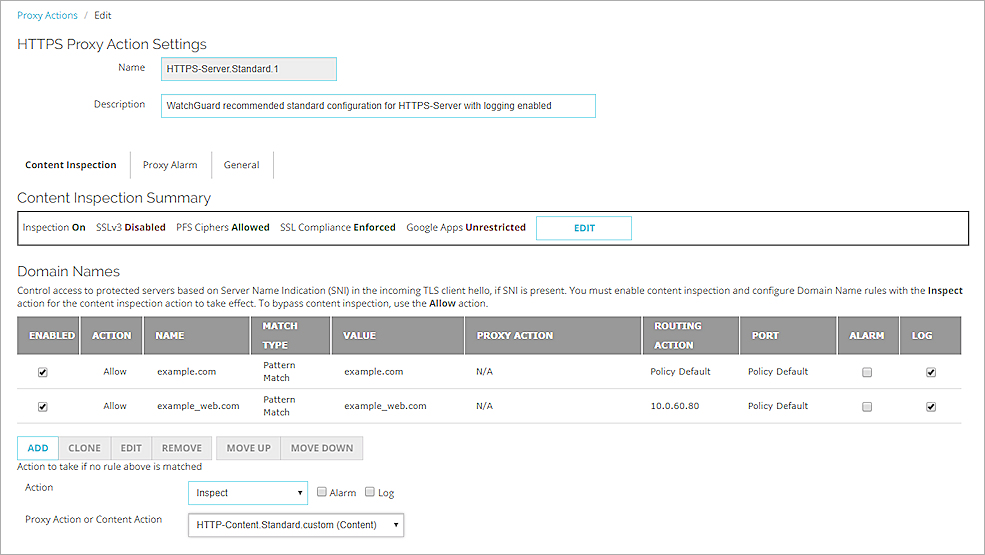 Proxy Actions / Edit
HTTPS Proxy Action Settings
Name HTTPS-Server.Standard.1
Description WatchGuard recommended standard configuration for HTTPS-Server with logging enabled
Content Inspection Proxy Alarm General
Content Inspection Summary
Inspection On SSLv3 Disabled PFS Ciphers Allowed SSL Compliance Enforced Google Apps Unrestricted EDIT
Domain Names
Control access to protected servers based on Server Name Indication (SNI) in the incoming TLS client hello, if SNI is present. You must enable content inspection and configure Domain Name rules with the Inspect
action for the content inspection action to take effect. To bypass content inspection, use the Allow action.
ENABLED ACTION NAME MATCH TYPE VALUE PROXY ACTION ROUTING ACTION PORT ALARM LOG
Allow example.com Pattern Match example.com N/A Policy Default Policy Default
Allow example_web.com Pattern Match example_web.com N/A 10.0.60.80 Policy Default
ADD CLONE EDIT REMOVE MOVE UP MOVE DOWN
Action to take if no rule above is matched
Action Inspect Alarm Log
Proxy Action or Content Action HTTP-Content.Standard.custom (Content)